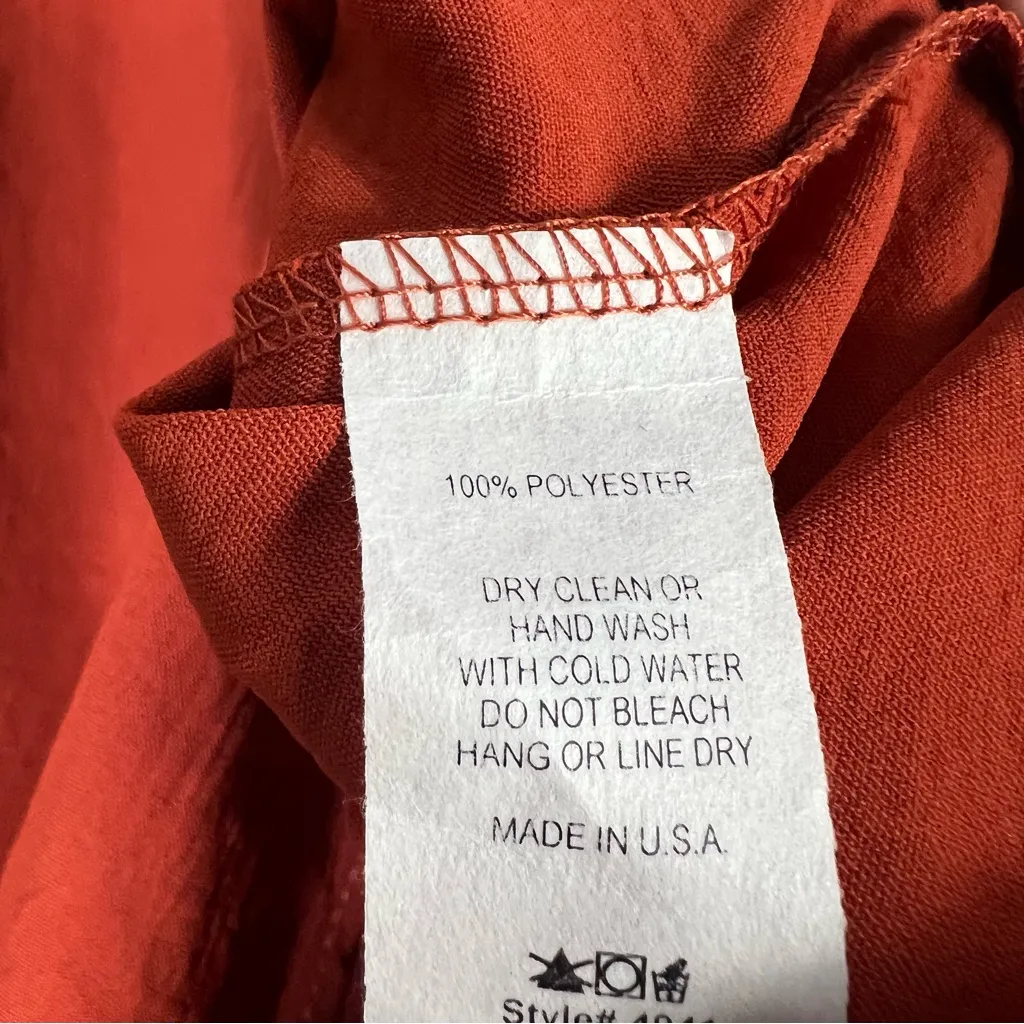 100% POLYESTER
DRY CLEAN OR
HAND WASH
WITH COLD WATER
DO NOT BLEACH
HANG OR LINE DRY
MADE IN U.S.A.
Style#